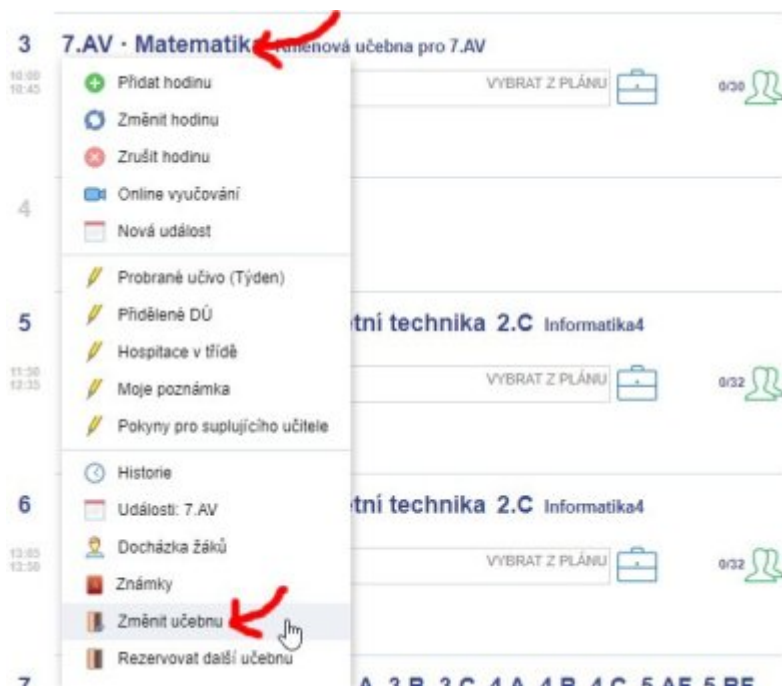 3 7.AV · Matematika Kmenová učebna pro 7.AV
10:00
10:45
Přidat hodinu
VYBRAT Z PLÁNU
0/30
Změnit hodinu
Zrušit hodinu
Online vyučování
4
Nová událost
Probrané učivo (Týden)
Přidělené DÚ
5 tní technika 2.C Informatika4
Hospitace v třídě
11:50
12:35
Moje poznámka
VYBRAT Z PLÁNU
0/32
Pokyny pro suplujícího učitele
Historie
6 tní technika 2.C Informatika4
Události: 7.AV
Docházka žáků
VYBRAT Z PLÁNU
0/32
Známky
Změnit učebnu
Rezervovat další učebnu